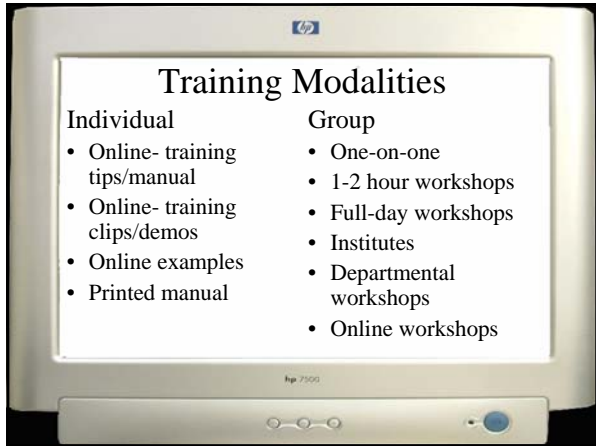 hp
Training Modalities
Individual
• Online- training
tips/manual
• Online- training
clips/demos
• Online examples
• Printed manual
Group
• One-on-one
• 1-2 hour workshops
• Full-day workshops
• Institutes
• Departmental
workshops
• Online workshops
hp 7500